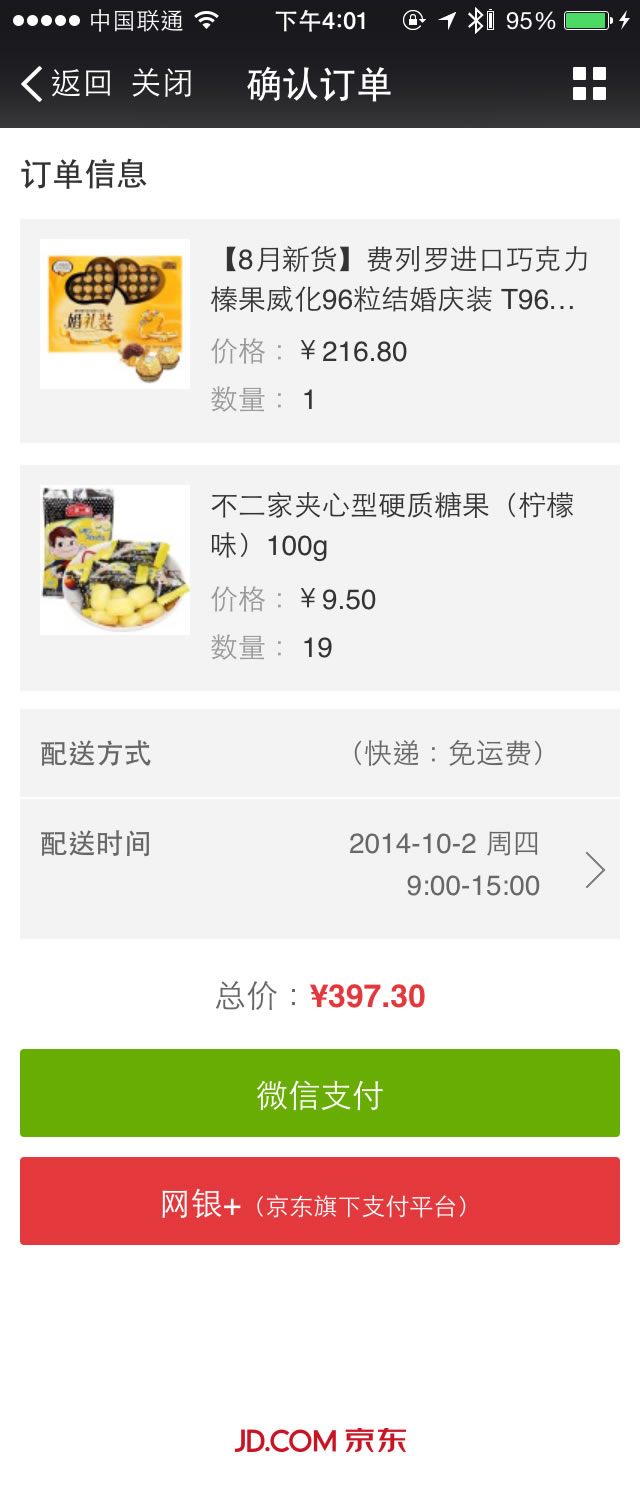 中国联通 下午4:01 95%
返回 关闭 确认订单
订单信息
【8月新货】费列罗进口巧克力
榛果威化96粒结婚庆装 T96...
婚礼装
价格：￥216.80
数量：1
不二家夹心型硬质糖果（柠檬
味）100g
价格：￥9.50
数量：19
配送方式 （快递：免运费）
配送时间 2014-10-2 周四
9:00-15:00
总价：¥397.30
微信支付
网银+（京东旗下支付平台）
JD.COM 京东